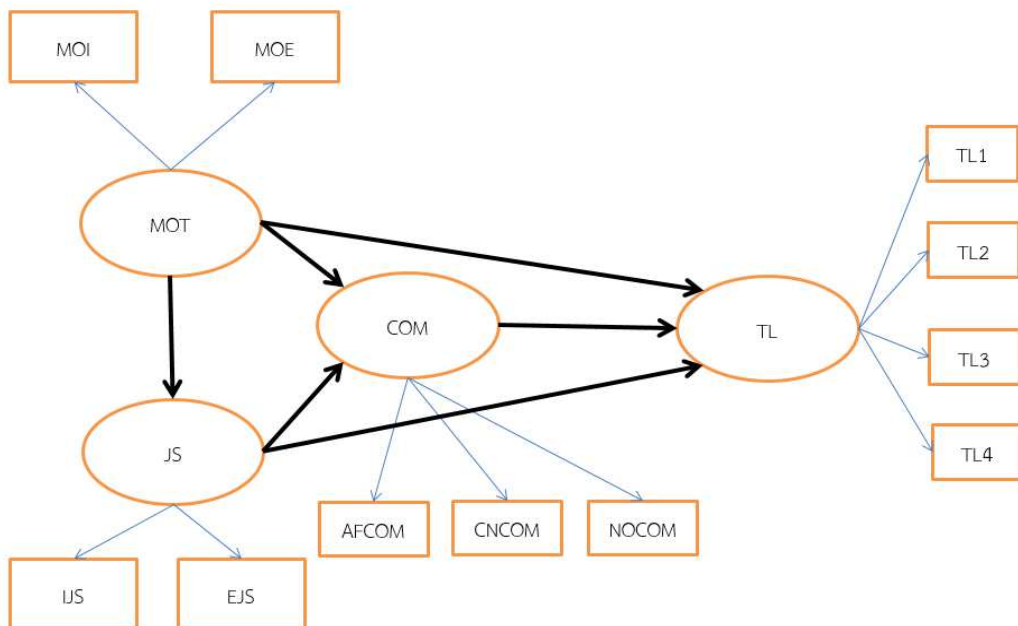 MOI
MOE
TL1
MOT
TL2
COM
TL
TL3
JS
TL4
AFCOM
CNCOM
NOCOM
IJS
EJS